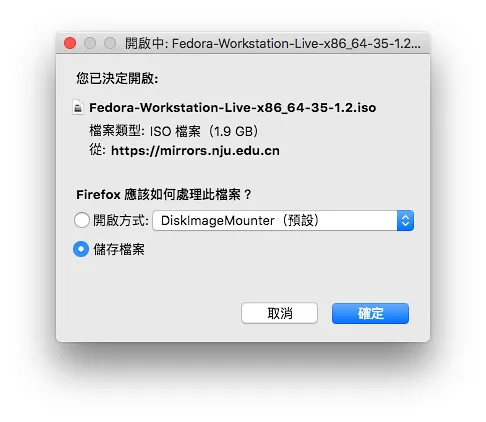 開啟中: Fedora-Workstation-Live-x86_64-35-1.2...
您已決定開啟:
Fedora-Workstation-Live-x86_64-35-1.2.iso
檔案類型: ISO 檔案（1.9 GB）
從: https://mirrors.nju.edu.cn
Firefox 應該如何處理此檔案？
開啟方式: DiskImageMounter（預設）
儲存檔案
取消 確定